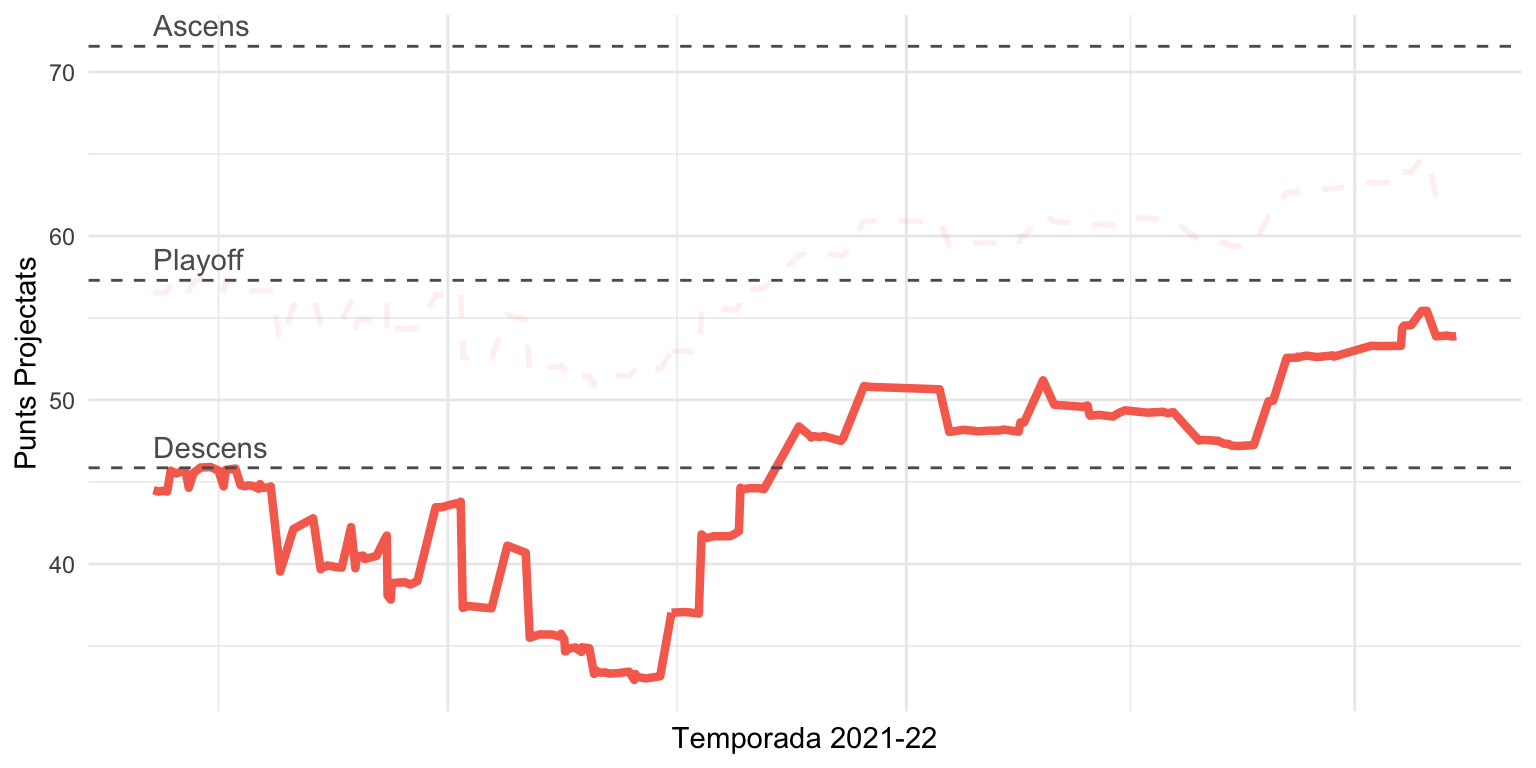 Ascens
70
60
Playoff
50
Descens
40
Punts Projectats
Temporada 2021-22